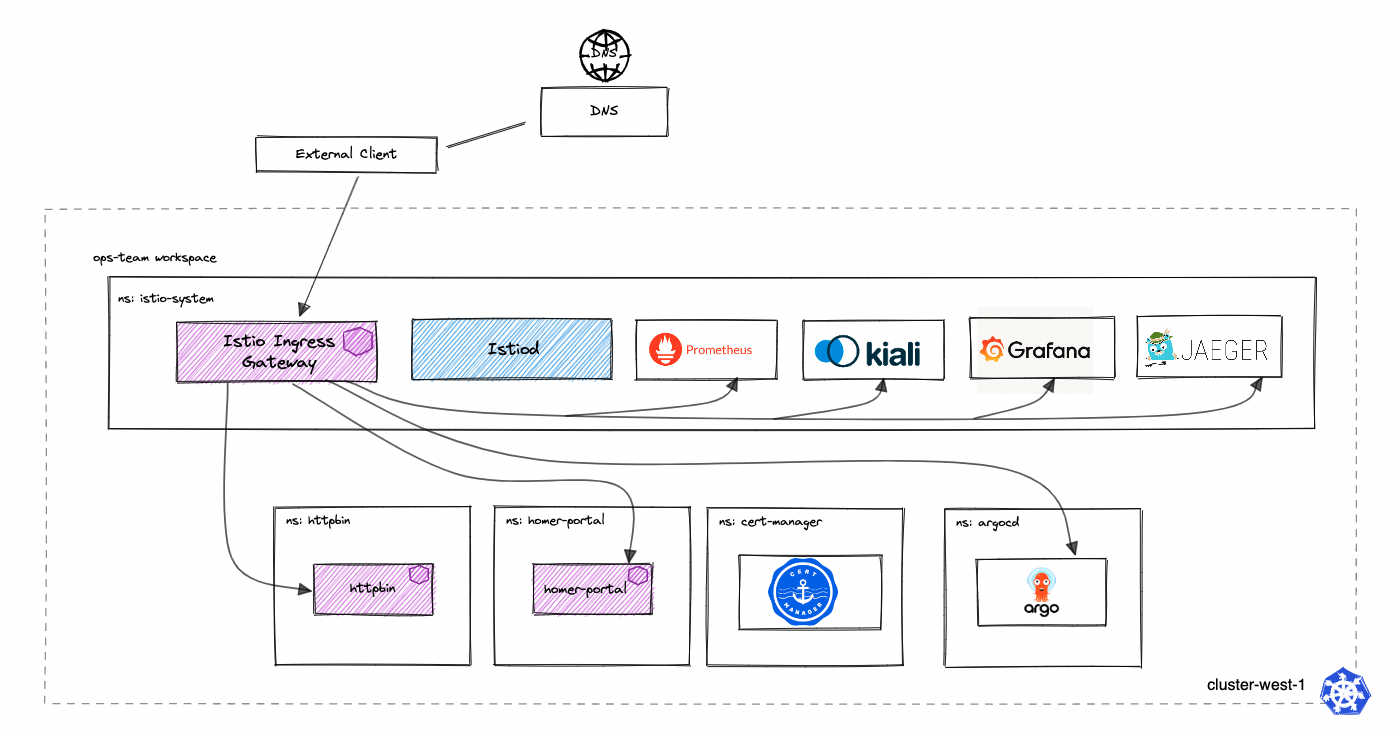 DNS
DNS
External Client
ops-team workspace
ns: istio-system
Istio Ingress
Gateway
Istiod
Prometheus
kiali
Grafana
JAEGER
ns: httpbin
ns: homer-portal
ns: cert-manager
ns: argocd
httpbin
homer-portal
CERT
MANAGER
argo
cluster-west-1